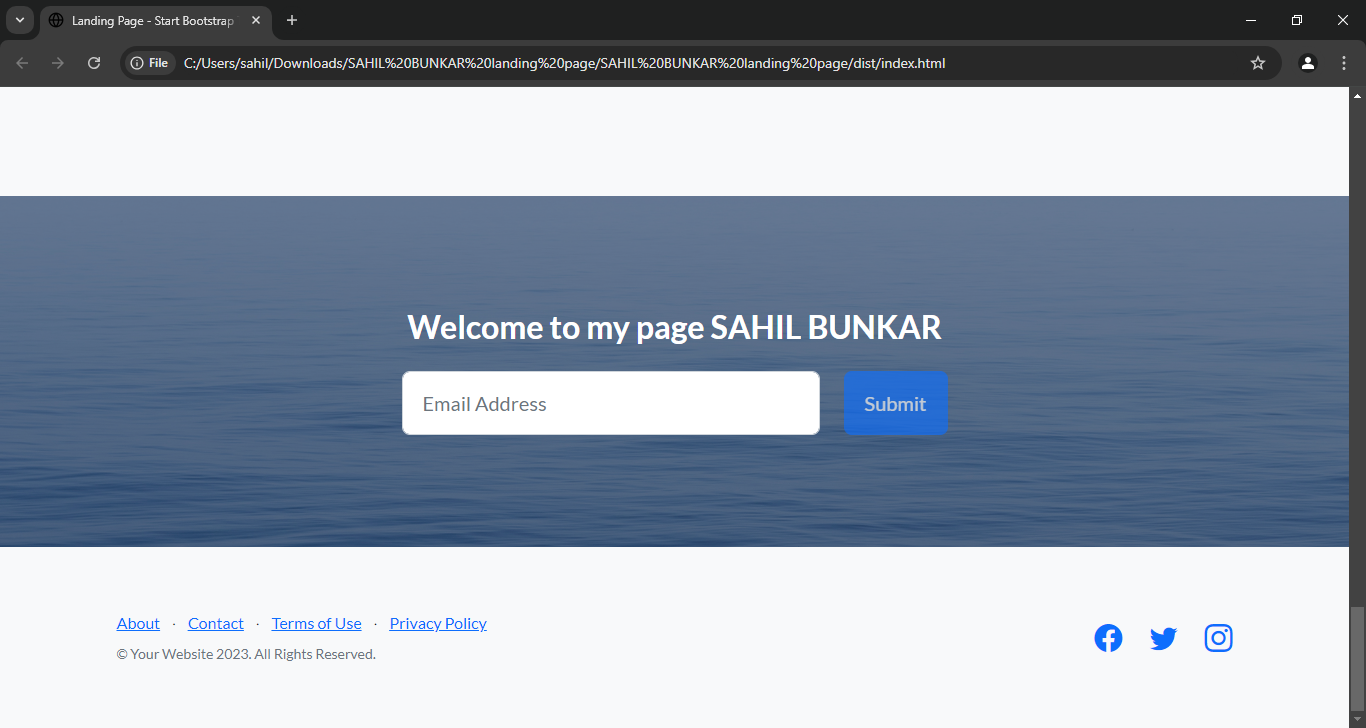 Landing Page - Start Bootstrap
File C:/Users/sahil/Downloads/SAHIL%20BUNKAR%20landing%20page/SAHIL%20BUNKAR%20landing%20page/dist/index.html
Welcome to my page SAHIL BUNKAR
Email Address Submit
About · Contact · Terms of Use · Privacy Policy
© Your Website 2023. All Rights Reserved.